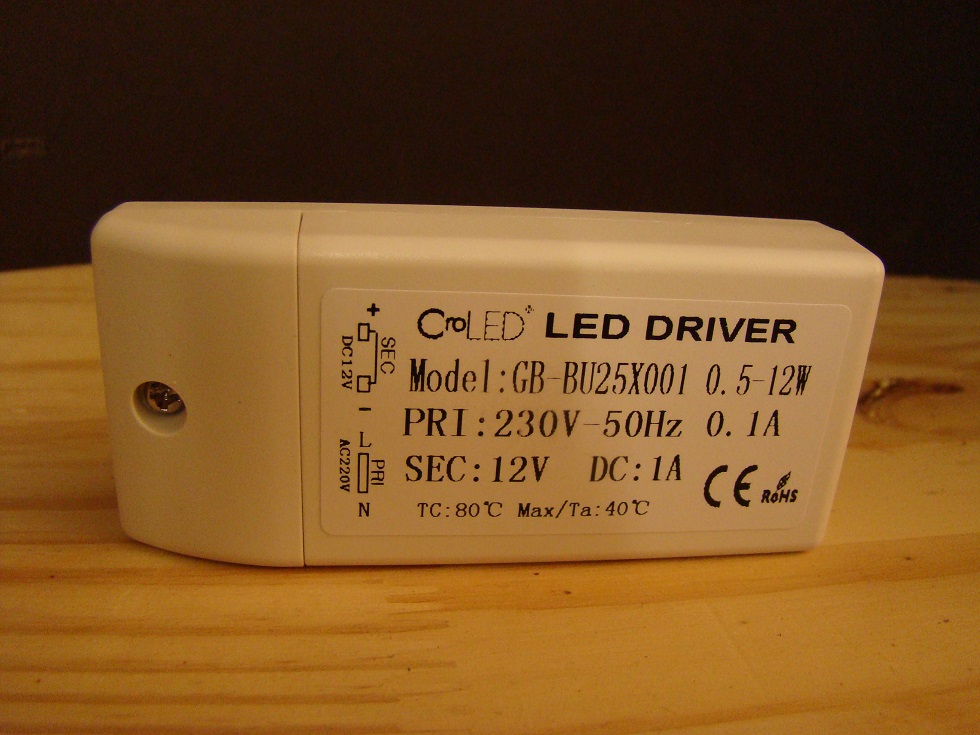 CroLED® LED DRIVER
Model:GB-BU25X001 0.5-12W
PRI:230V-50Hz 0.1A
SEC:12V DC:1A
CE RoHS
TC:80℃ Max/Ta:40℃
+
SEC
DC12V
-
L
PRI
AC220V
N